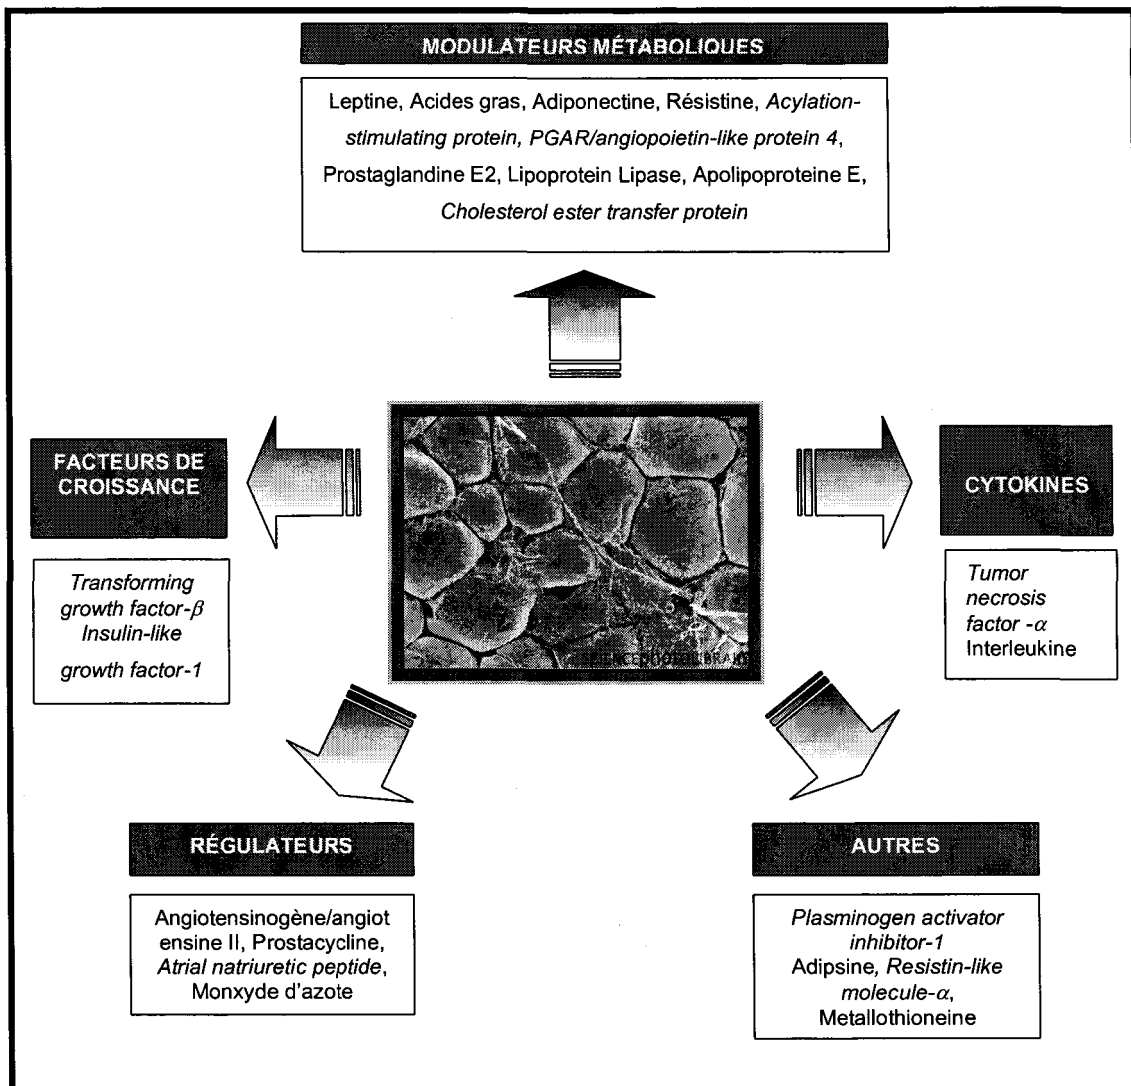 MODULATEURS MÉTABOLIQUES
Leptine, Acides gras, Adiponectine, Résistine, Acylation-
stimulating protein, PGAR/angiopoietin-like protein 4,
Prostaglandine E2, Lipoprotein Lipase, Apolipoproteine E,
Cholesterol ester transfer protein
FACTEURS DE
CROISSANCE
Transforming
growth factor-β
Insulin-like
growth factor-1
CYTOKINES
Tumor
necrosis
factor -α
Interleukine
SCIENCEPHOTOLIBRARY
RÉGULATEURS
Angiotensinogène/angiot
ensine II, Prostacycline,
Atrial natriuretic peptide,
Monxyde d'azote
AUTRES
Plasminogen activator
inhibitor-1
Adipsine, Resistin-like
molecule-α,
Metallothioneine